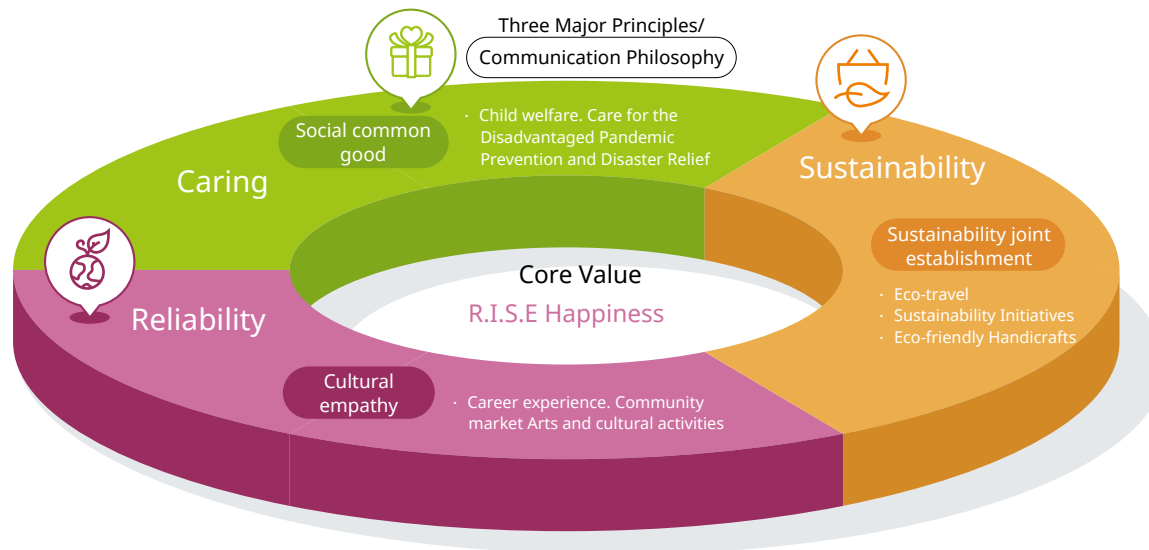 Three Major Principles/
Communication Philosophy
Social common
good
· Child welfare. Care for the
Disadvantaged Pandemic
Prevention and Disaster Relief
Caring
Sustainability
Sustainability joint
establishment
· Eco-travel
· Sustainability Initiatives
· Eco-friendly Handicrafts
Core Value
R.I.S.E Happiness
Reliability
Cultural
empathy
· Career experience. Community
market Arts and cultural activities